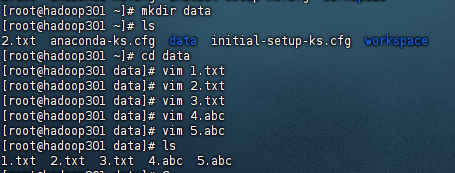 [root@hadoop301 ~]# mkdir data
[root@hadoop301 ~]# ls
2.txt  anaconda-ks.cfg  data  initial-setup-ks.cfg  workspace
[root@hadoop301 ~]# cd data
[root@hadoop301 data]# vim 1.txt
[root@hadoop301 data]# vim 2.txt
[root@hadoop301 data]# vim 3.txt
[root@hadoop301 data]# vim 4.abc
[root@hadoop301 data]# vim 5.abc
[root@hadoop301 data]# ls
1.txt  2.txt  3.txt  4.abc  5.abc